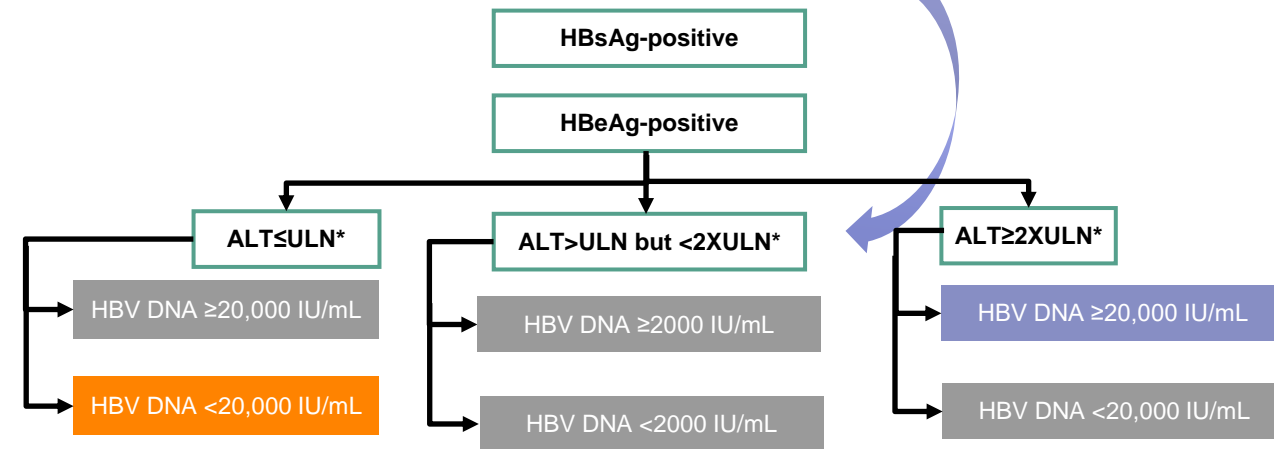 HBsAg-positive
HBeAg-positive
ALT≤ULN*
ALT>ULN but <2XULN*
ALT≥2XULN*
HBV DNA ≥20,000 IU/mL
HBV DNA ≥2000 IU/mL
HBV DNA ≥20,000 IU/mL
HBV DNA <20,000 IU/mL
HBV DNA <2000 IU/mL
HBV DNA <20,000 IU/mL